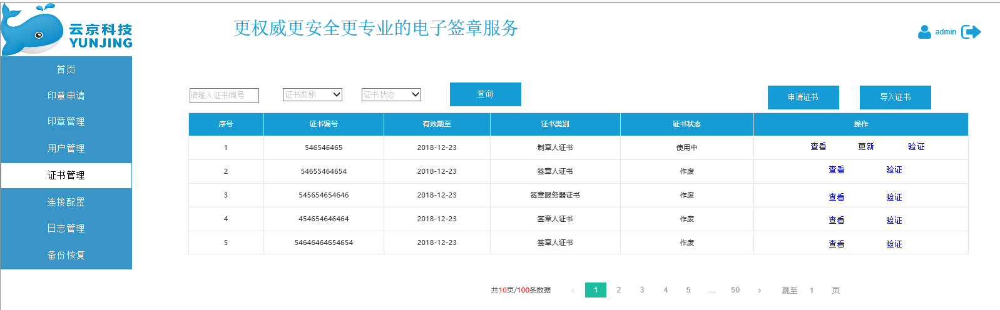 云京科技
YUNJING
更权威更安全更专业的电子签章服务
admin
首页
印章申请
印章管理
用户管理
证书管理
连接配置
日志管理
备份恢复
请输入证书编号 证书类别 证书状态 查询 申请证书 导入证书
序号 证书编号 有效期至 证书类别 证书状态 操作
1 546546465 2018-12-23 制章人证书 使用中 查看 更新 验证
2 54655464654 2018-12-23 签章人证书 作废 查看 验证
3 545654654646 2018-12-23 签章服务器证书 作废 查看 验证
4 454654646464 2018-12-23 签章人证书 作废 查看 验证
5 54646464654654 2018-12-23 签章人证书 作废 查看 验证
共10页/100条数据 ‹ 1 2 3 4 5 ... 50 › 跳至 1 页